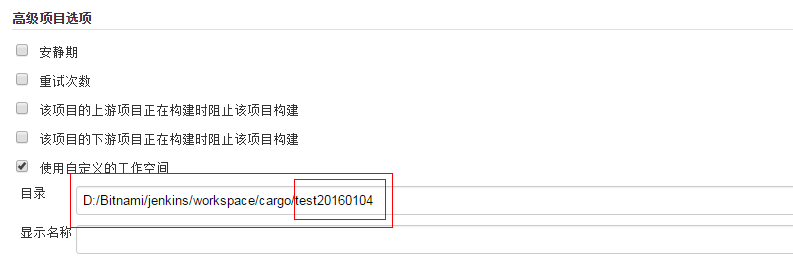 高级项目选项
安静期
重试次数
该项目的上游项目正在构建时阻止该项目构建
该项目的下游项目正在构建时阻止该项目构建
使用自定义的工作空间
目录 D:/Bitnami/jenkins/workspace/cargo/test20160104
显示名称